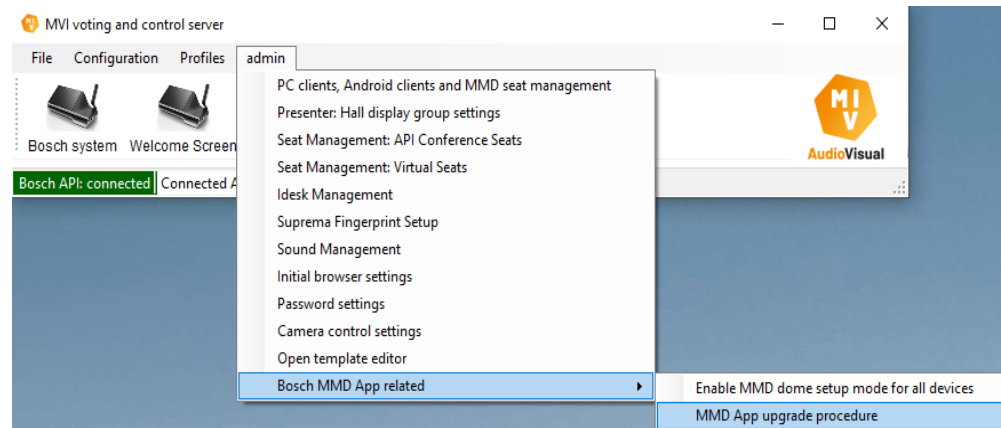 MVI voting and control server
File Configuration Profiles admin
PC clients, Android clients and MMD seat management
Presenter: Hall display group settings
Seat Management: API Conference Seats
Seat Management: Virtual Seats
Idesk Management
Suprema Fingerprint Setup
Sound Management
Initial browser settings
Password settings
Camera control settings
Open template editor
Bosch MMD App related
Enable MMD dome setup mode for all devices
MMD App upgrade procedure
Bosch system Welcome Screen
MIV
AudioVisual
Bosch API: connected Connected A